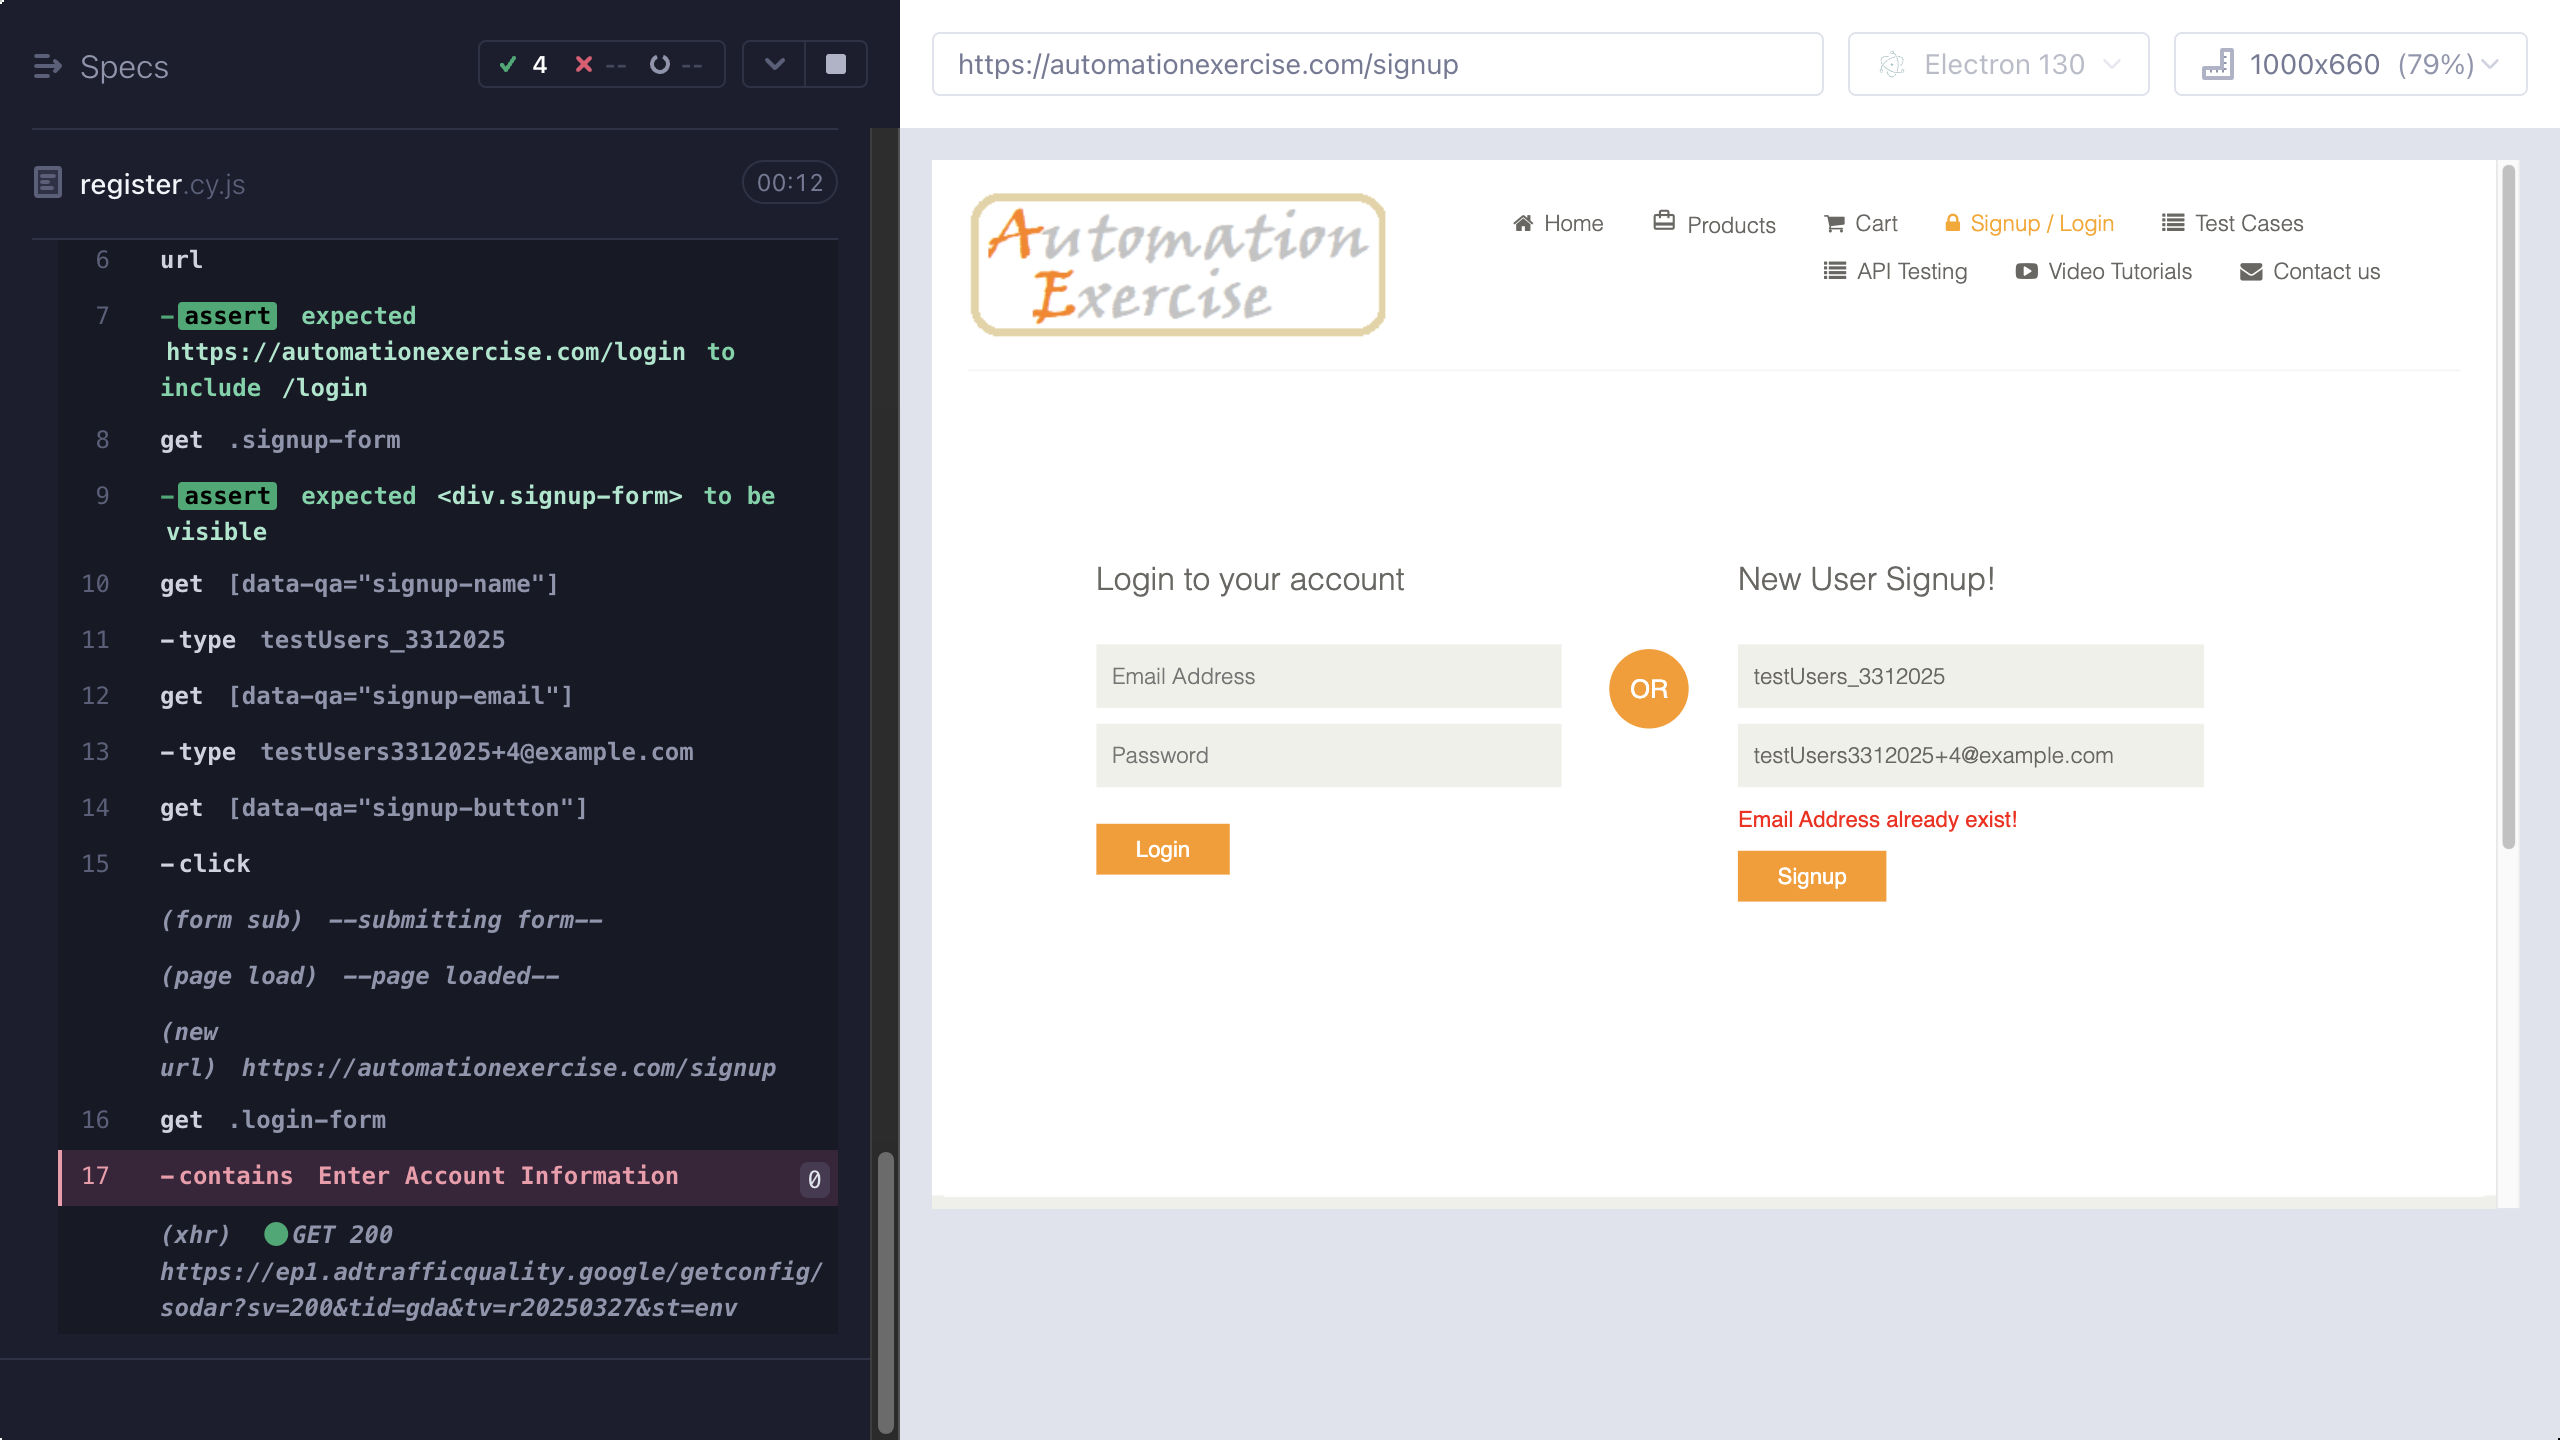 Specs
4 -- --
register.cy.js 00:12
6 url
7 -assert expected
https://automationexercise.com/login to
include /login
8 get .signup-form
9 -assert expected <div.signup-form> to be
visible
10 get [data-qa="signup-name"]
11 -type testUsers_3312025
12 get [data-qa="signup-email"]
13 -type testUsers3312025+4@example.com
14 get [data-qa="signup-button"]
15 -click
(form sub) --submitting form--
(page load) --page loaded--
(new
url) https://automationexercise.com/signup
16 get .login-form
17 -contains Enter Account Information 0
(xhr) GET 200
https://ep1.adtrafficquality.google/getconfig/
sodar?sv=200&tid=gda&tv=r20250327&st=env
https://automationexercise.com/signup
Electron 130
1000x660 (79%)
Automation
Exercise
Home Products Cart Signup / Login Test Cases
API Testing Video Tutorials Contact us
Login to your account
Email Address
Password
Login
OR
New User Signup!
testUsers_3312025
testUsers3312025+4@example.com
Email Address already exist!
Signup